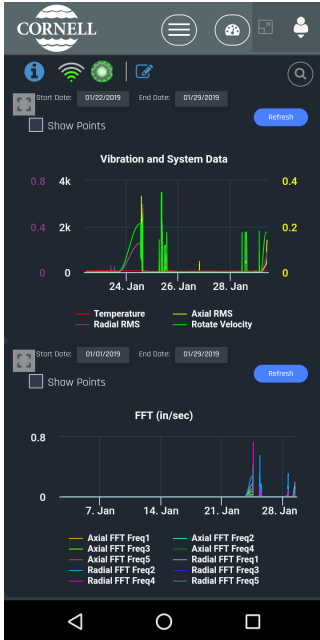 CORNELL
Start Date: 01/22/2019 End Date: 01/29/2019
Refresh
Show Points
Vibration and System Data
0.8 4k 0.4
0.4 2k 0.2
0 0 0
24. Jan 26. Jan 28. Jan
Temperature Axial RMS
Radial RMS Rotate Velocity
Start Date: 01/01/2019 End Date: 01/29/2019
Refresh
Show Points
FFT (in/sec)
0.8
0
7. Jan 14. Jan 21. Jan 28. Jan
Axial FFT Freq1 Axial FFT Freq2
Axial FFT Freq3 Axial FFT Freq4
Axial FFT Freq5 Radial FFT Freq1
Radial FFT Freq2 Radial FFT Freq3
Radial FFT Freq4 Radial FFT Freq5